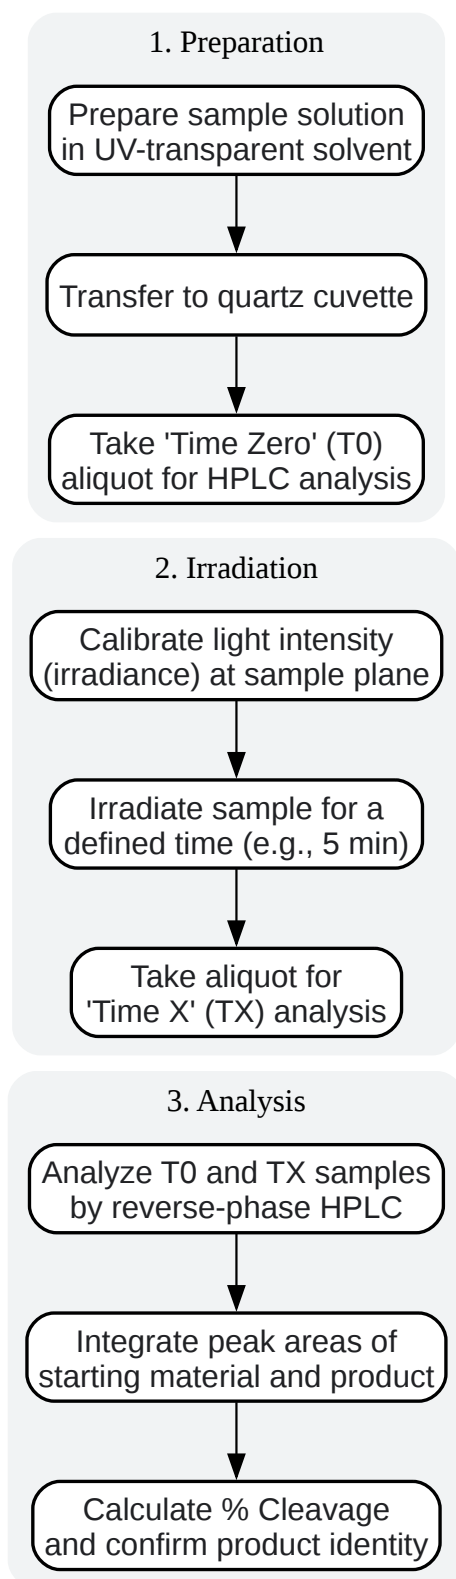 1. Preparation
Prepare sample solution
in UV-transparent solvent
Transfer to quartz cuvette
Take 'Time Zero' (T0)
aliquot for HPLC analysis
2. Irradiation
Calibrate light intensity
(irradiance) at sample plane
Irradiate sample for a
defined time (e.g., 5 min)
Take aliquot for
'Time X' (TX) analysis
3. Analysis
Analyze T0 and TX samples
by reverse-phase HPLC
Integrate peak areas of
starting material and product
Calculate % Cleavage
and confirm product identity